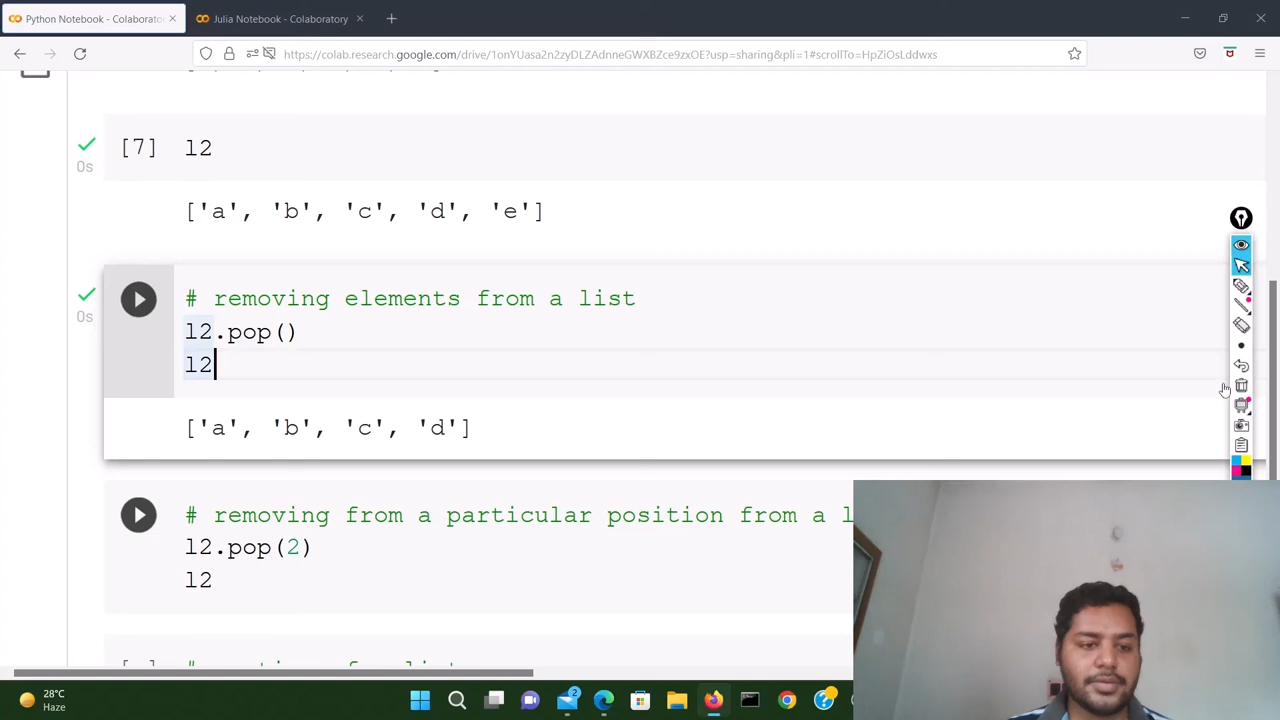 Python Notebook - Colaborato
Julia Notebook - Colaboratory
https://colab.research.google.com/drive/1onYUasa2n2zyDLZAdnneGWXBZce9zxOE?usp=sharing&pli=1#scrollTo=HpZiOsLddwxs
[7] l2
0s
['a', 'b', 'c', 'd', 'e']
# removing elements from a list
0s
l2.pop()
l2
['a', 'b', 'c', 'd']
# removing from a particular position from a l
l2.pop(2)
l2
28°C
Haze
2